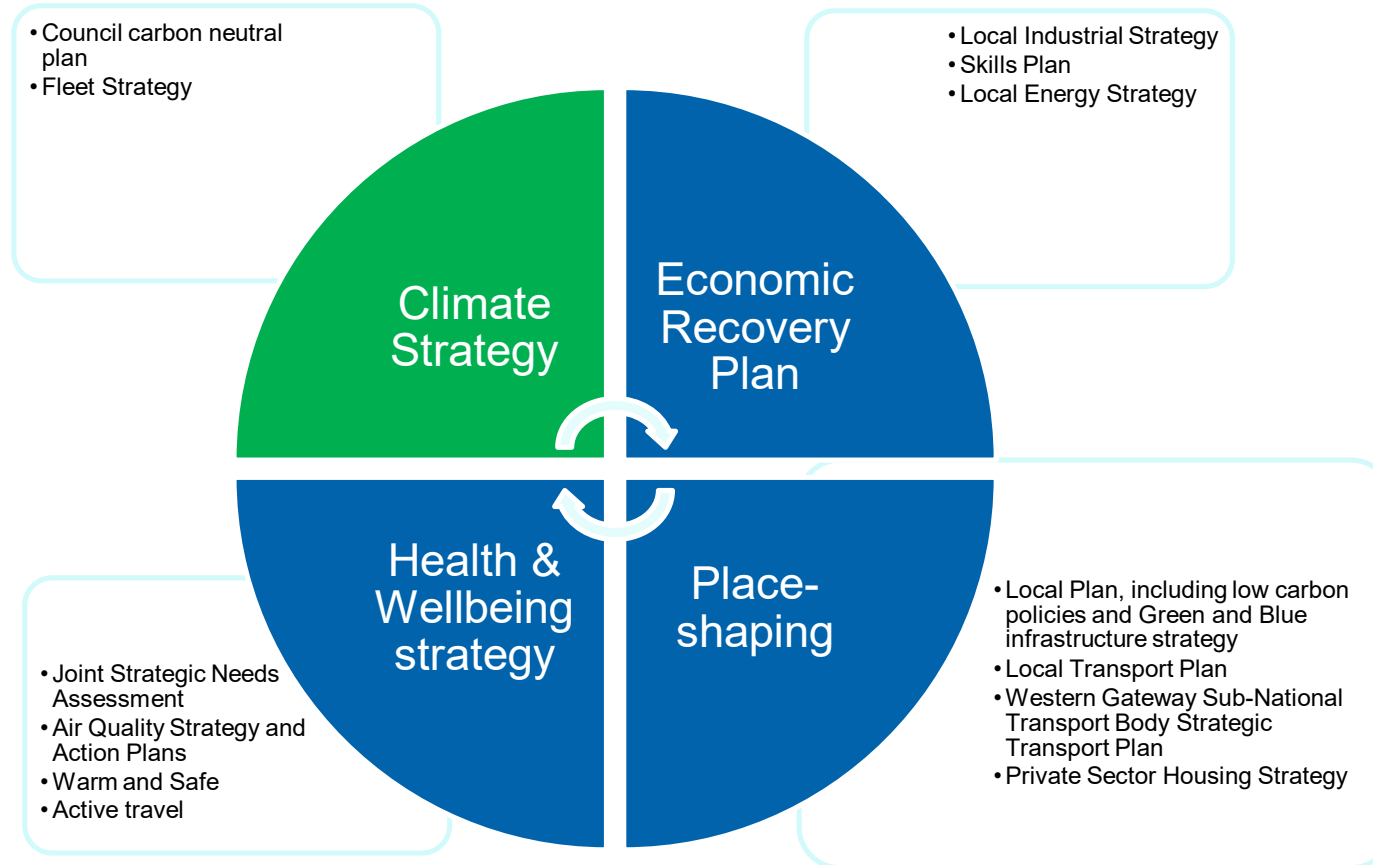 • Council carbon neutral
plan
• Fleet Strategy
• Local Industrial Strategy
• Skills Plan
• Local Energy Strategy
Climate
Strategy
Economic
Recovery
Plan
Health &
Wellbeing
strategy
Place-
shaping
• Joint Strategic Needs
Assessment
• Air Quality Strategy and
Action Plans
• Warm and Safe
• Active travel
• Local Plan, including low carbon
policies and Green and Blue
infrastructure strategy
• Local Transport Plan
• Western Gateway Sub-National
Transport Body Strategic
Transport Plan
• Private Sector Housing Strategy